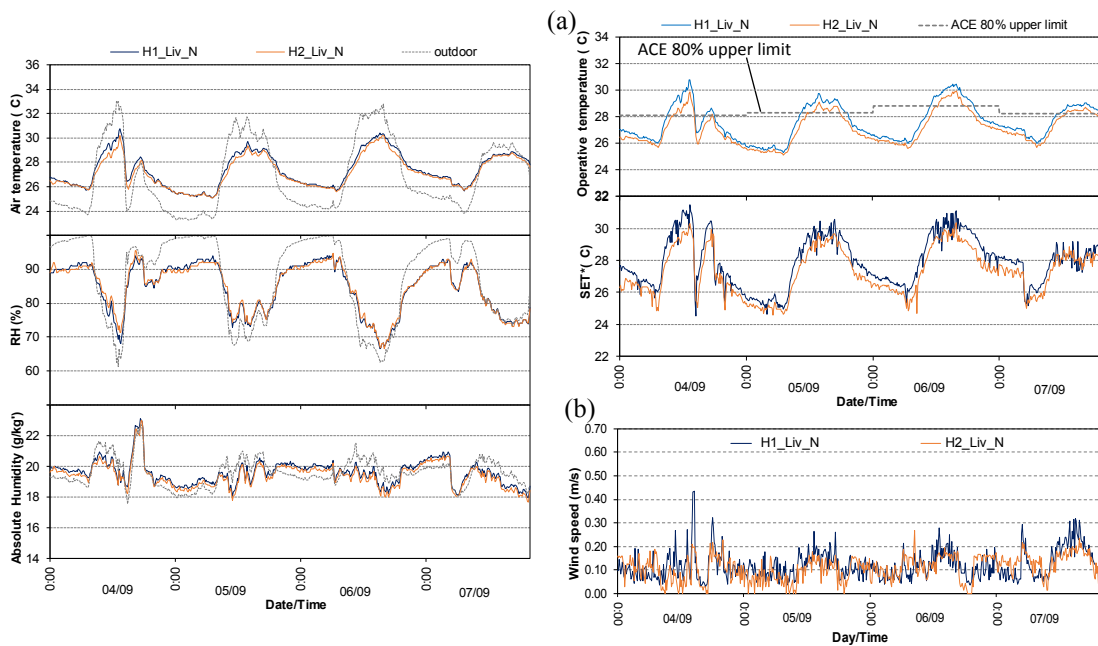 H1_Liv_N H2_Liv_N outdoor
Air temperature ( C)
36
34
32
30
28
26
24
RH (%)
90
80
70
60
Absolute Humidity (g/kg')
22
20
18
16
14
0:00 0:00 0:00 0:00
04/09 05/09 06/09 07/09
Date/Time
(a)
H1_Liv_N H2_Liv_N ACE 80% upper limit
ACE 80% upper limit
Operative temperature ( C)
34
32
30
28
26
24
22
SET*( C)
32
30
28
26
24
22
0:00 0:00 0:00 0:00
04/09 05/09 06/09 07/09
Date/Time
(b)
H1_Liv_N H2_Liv_N
Wind speed (m/s)
0.70
0.60
0.50
0.40
0.30
0.20
0.10
0.00
0:00 0:00 0:00 0:00
04/09 05/09 06/09 07/09
Day/Time